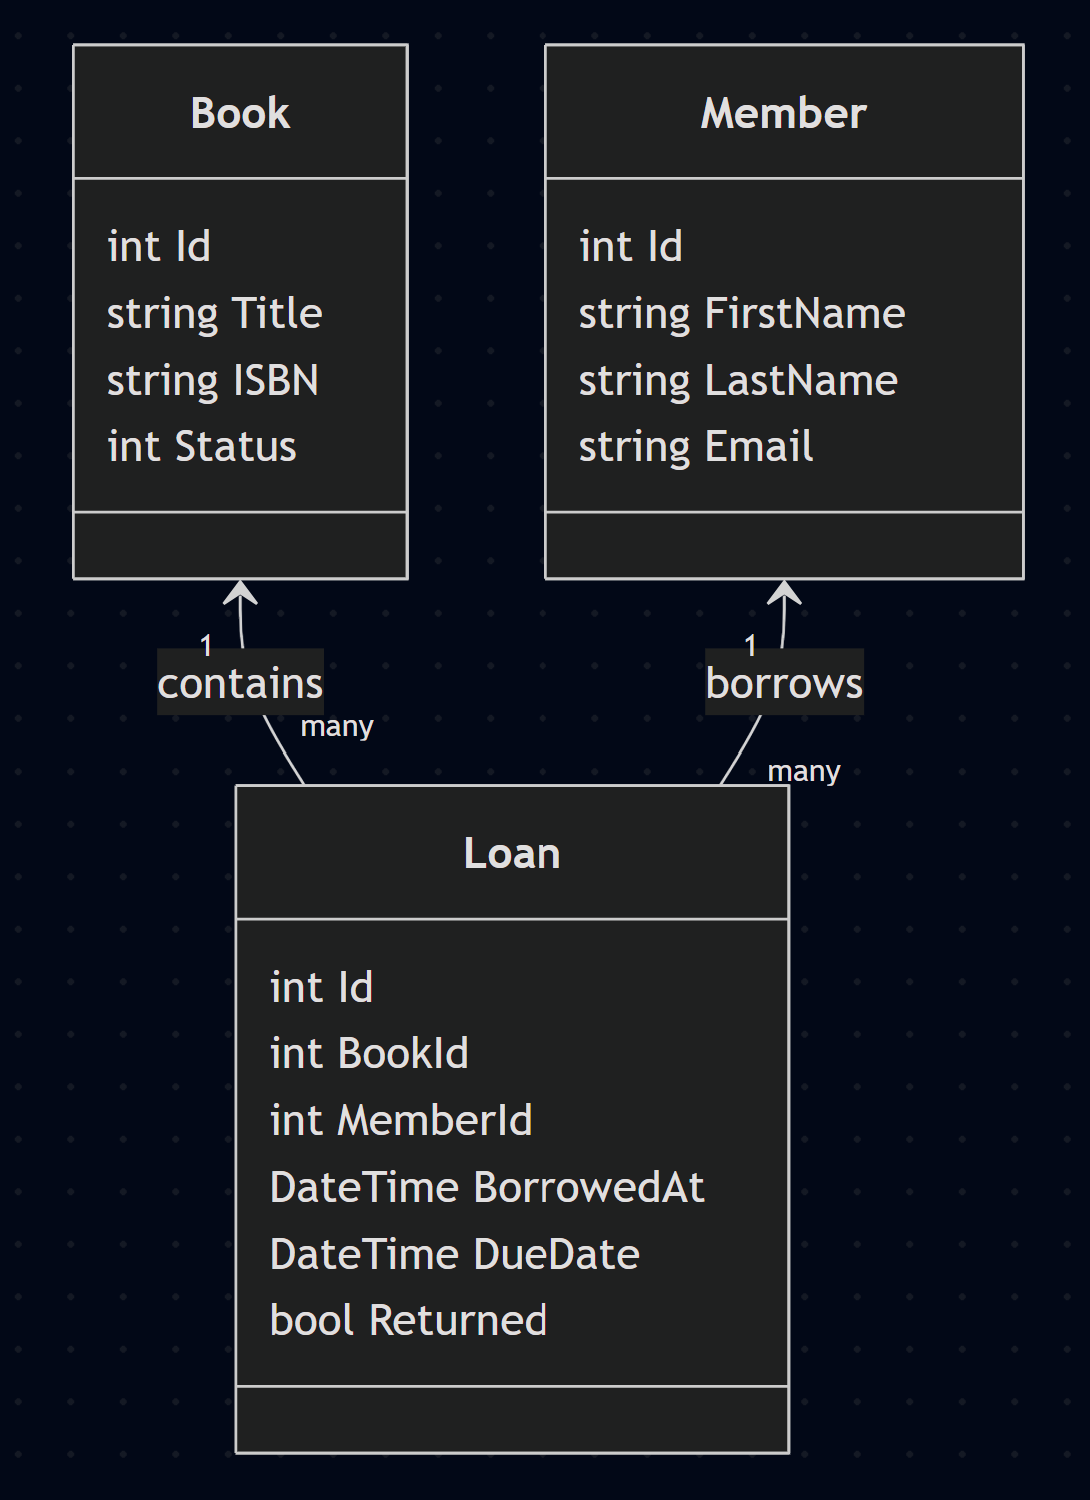 Book
int Id
string Title
string ISBN
int Status
Member
int Id
string FirstName
string LastName
string Email
1
contains
many
1
borrows
many
Loan
int Id
int BookId
int MemberId
DateTime BorrowedAt
DateTime DueDate
bool Returned